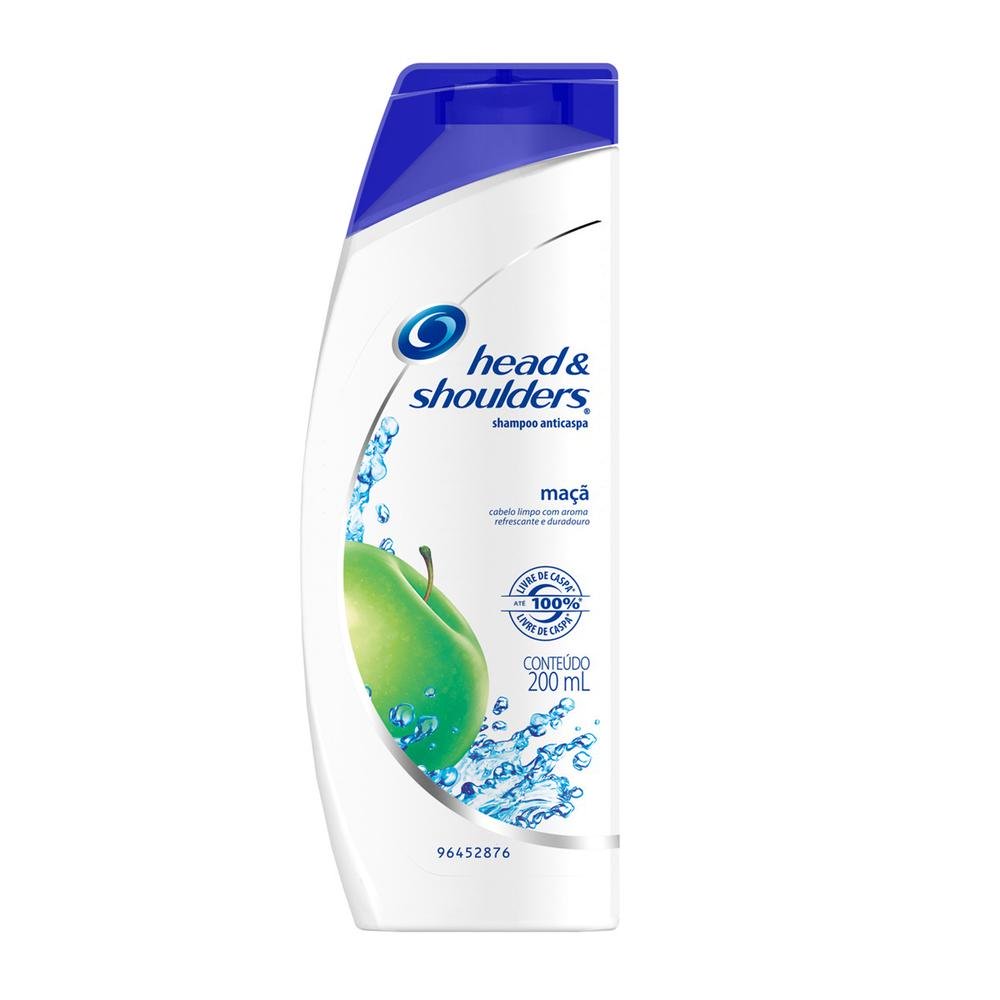 head &
shoulders®
shampoo anticaspa
maçã
cabelo limpo com aroma
refrescante e duradouro
LIVRE DE CASPA*
ATÉ 100%*
LIVRE DE CASPA*
CONTEÚDO
200 mL
96452876